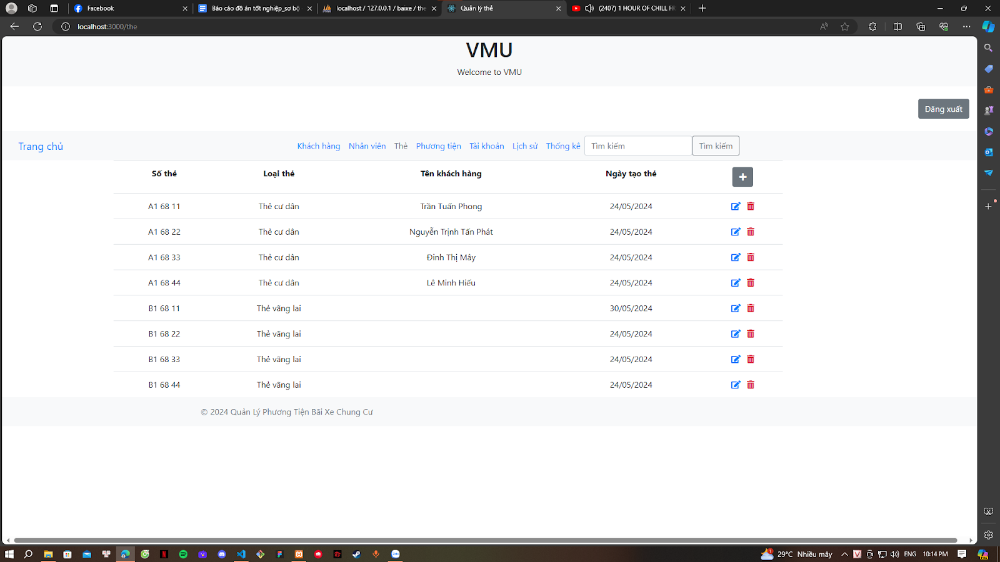 Facebook
Báo cáo đồ án tốt nghiệp_sơ bộ
localhost / 127.0.0.1 / baixe / the
Quản lý thẻ
(2407) 1 HOUR OF CHILL FR
localhost:3000/the
VMU
Welcome to VMU
Đăng xuất
Trang chủ Khách hàng Nhân viên Thẻ Phương tiện Tài khoản Lịch sử Thống kê Tìm kiếm Tìm kiếm
Số thẻ Loại thẻ Tên khách hàng Ngày tạo thẻ
A1 68 11 Thẻ cư dân Trần Tuấn Phong 24/05/2024
A1 68 22 Thẻ cư dân Nguyễn Trịnh Tấn Phát 24/05/2024
A1 68 33 Thẻ cư dân Đinh Thị Mây 24/05/2024
A1 68 44 Thẻ cư dân Lê Minh Hiếu 24/05/2024
B1 68 11 Thẻ vãng lai 30/05/2024
B1 68 22 Thẻ vãng lai 24/05/2024
B1 68 33 Thẻ vãng lai 24/05/2024
B1 68 44 Thẻ vãng lai 24/05/2024
© 2024 Quản Lý Phương Tiện Bãi Xe Chung Cư
29°C Nhiều mây ENG 10:14 PM